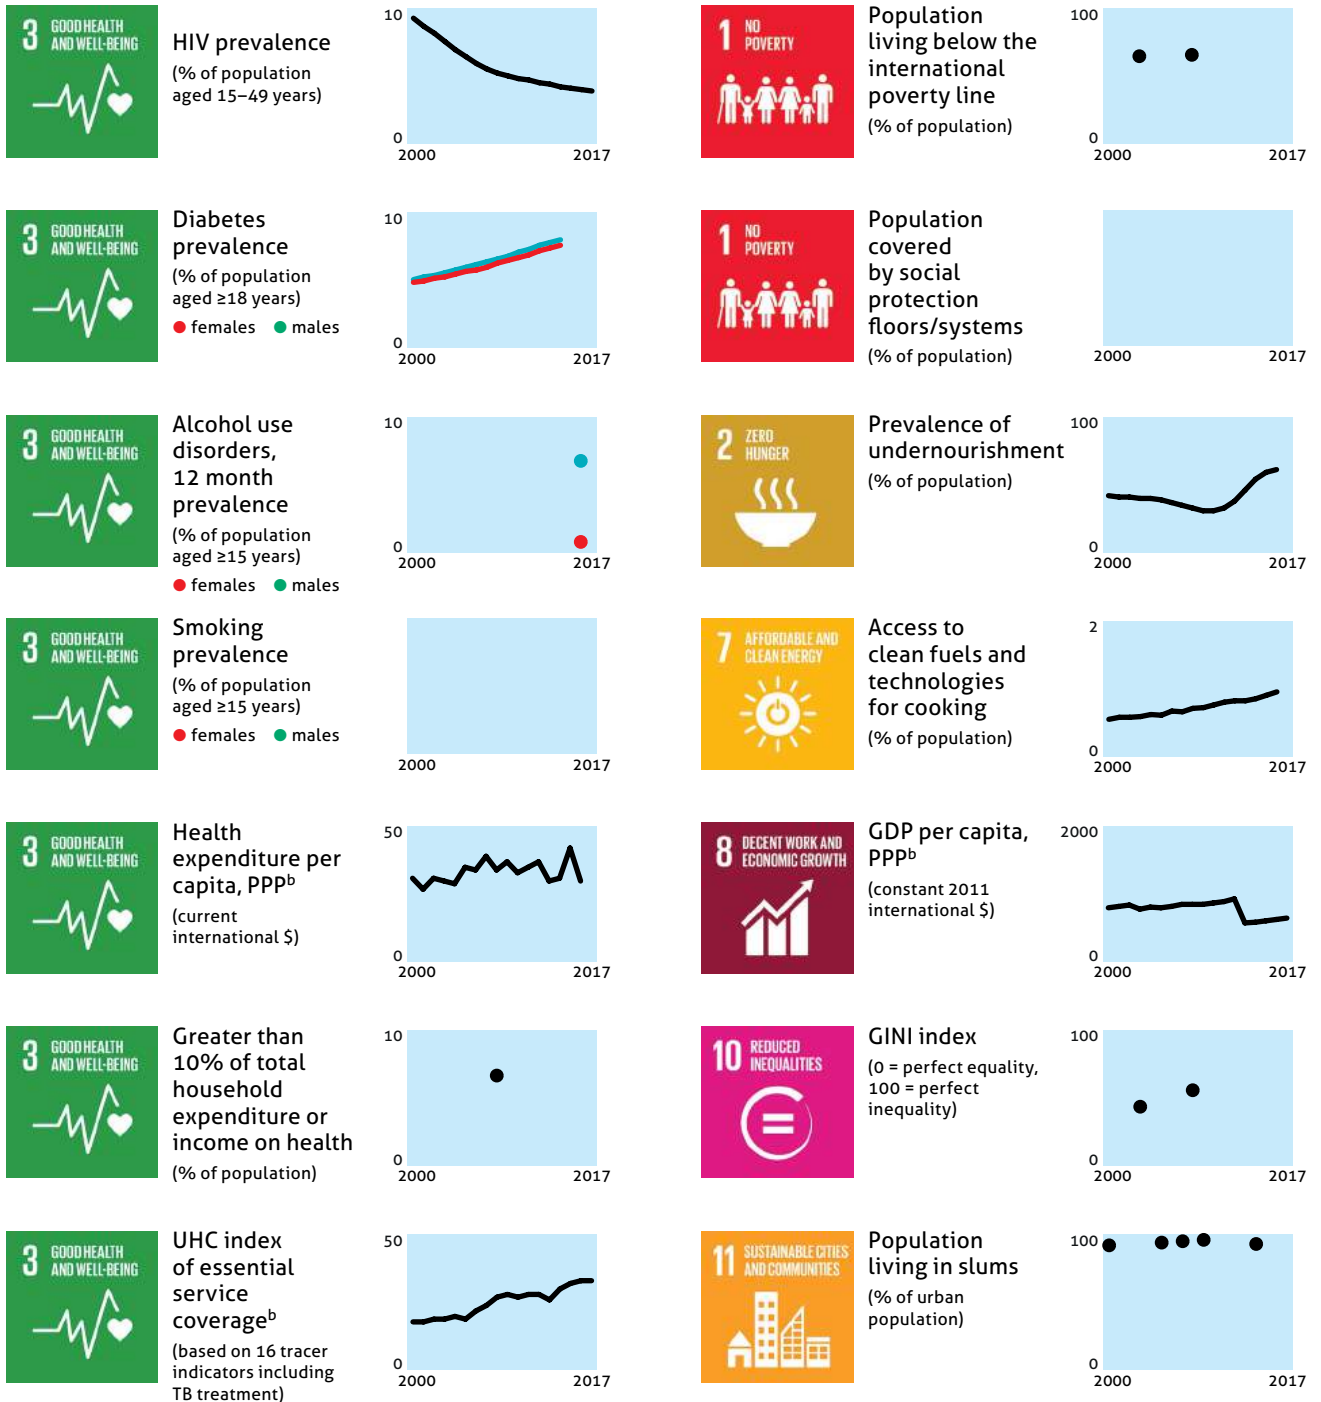 3 GOOD HEALTH
AND WELL-BEING
HIV prevalence
(% of population
aged 15–49 years)
10
0
2000 2017
3 GOOD HEALTH
AND WELL-BEING
Diabetes
prevalence
(% of population
aged ≥18 years)
females males
10
0
2000 2017
3 GOOD HEALTH
AND WELL-BEING
Alcohol use
disorders,
12 month
prevalence
(% of population
aged ≥15 years)
females males
10
0
2000 2017
3 GOOD HEALTH
AND WELL-BEING
Smoking
prevalence
(% of population
aged ≥15 years)
females males
2000 2017
3 GOOD HEALTH
AND WELL-BEING
Health
expenditure per
capita, PPPᵇ
(current
international $)
50
0
2000 2017
3 GOOD HEALTH
AND WELL-BEING
Greater than
10% of total
household
expenditure or
income on health
(% of population)
10
0
2000 2017
3 GOOD HEALTH
AND WELL-BEING
UHC index
of essential
service
coverageᵇ
(based on 16 tracer
indicators including
TB treatment)
50
0
2000 2017
1 NO
POVERTY
Population
living below the
international
poverty line
(% of population)
100
0
2000 2017
1 NO
POVERTY
Population
covered
by social
protection
floors/systems
(% of population)
2000 2017
2 ZERO
HUNGER
Prevalence of
undernourishment
(% of population)
100
0
2000 2017
7 AFFORDABLE AND
CLEAN ENERGY
Access to
clean fuels and
technologies
for cooking
(% of population)
2
0
2000 2017
8 DECENT WORK AND
ECONOMIC GROWTH
GDP per capita,
PPPᵇ
(constant 2011
international $)
2000
0
2000 2017
10 REDUCED
INEQUALITIES
GINI index
(0 = perfect equality,
100 = perfect
inequality)
100
0
2000 2017
11 SUSTAINABLE CITIES
AND COMMUNITIES
Population
living in slums
(% of urban
population)
100
0
2000 2017